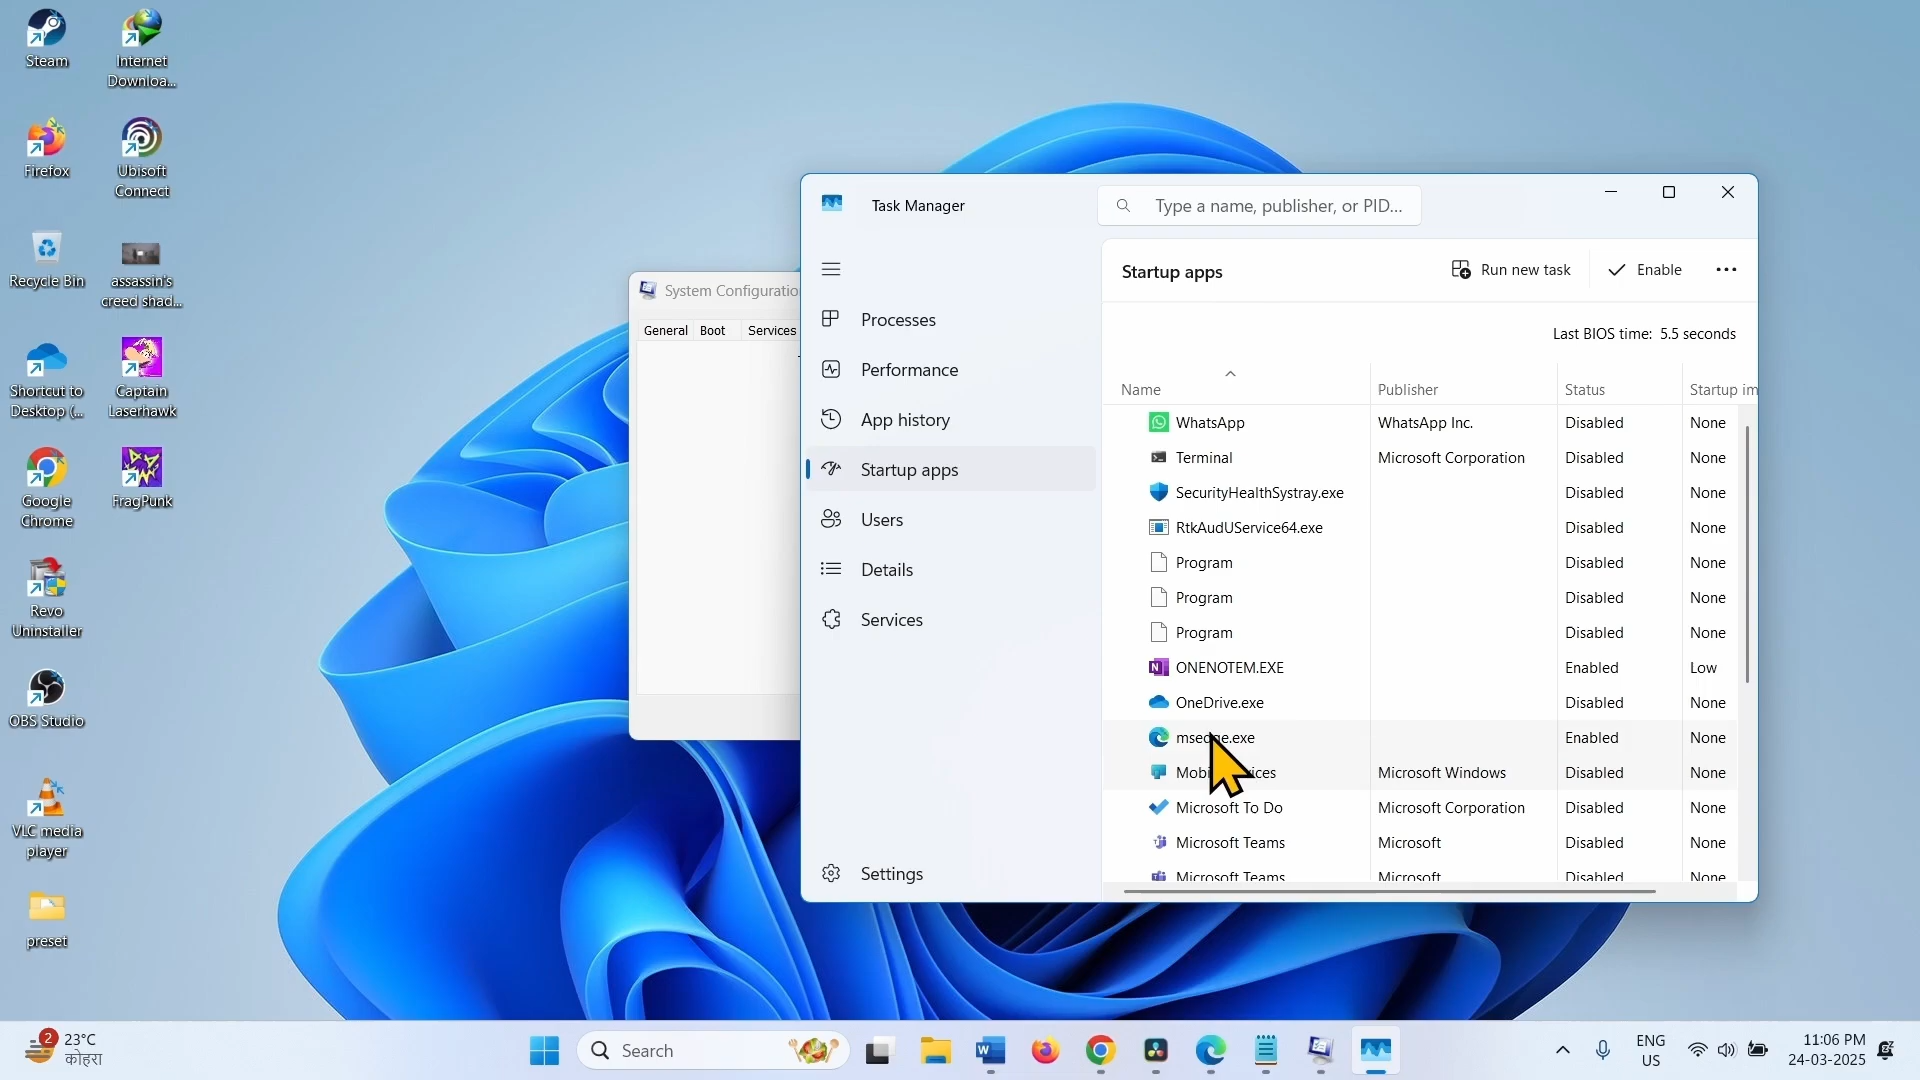 Steam
Internet
Downloa...
Firefox
Ubisoft
Connect
Recycle Bin
assassin's
creed shad...
Shortcut to
Desktop (...
Captain
Laserhawk
Google
Chrome
FragPunk
Revo
Uninstaller
OBS Studio
VLC media
player
preset
System Configuratio
General Boot Services
Task Manager
Type a name, publisher, or PID...
Processes
Performance
App history
Startup apps
Users
Details
Services
Settings
Startup apps
Run new task
Enable
Last BIOS time: 5.5 seconds
Name Publisher Status Startup im
WhatsApp WhatsApp Inc. Disabled None
Terminal Microsoft Corporation Disabled None
SecurityHealthSystray.exe Disabled None
RtkAudUService64.exe Disabled None
Program Disabled None
Program Disabled None
Program Disabled None
ONENOTEM.EXE Enabled Low
OneDrive.exe Disabled None
msedge.exe Enabled None
Microsoft Windows Disabled None
Microsoft To Do Microsoft Corporation Disabled None
Microsoft Teams Microsoft Disabled None
Microsoft Teams Microsoft Disabled None
2
23°C
कोहरा
Search
ENG
US
11:06 PM
24-03-2025